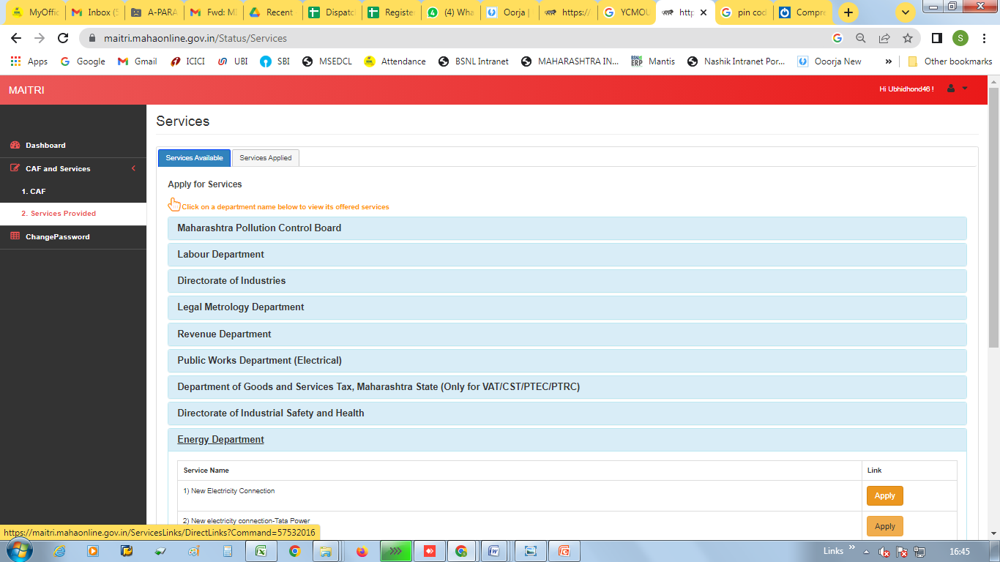 MyOffic
Inbox (5
A-PARA
Fwd: MI
Recent
Dispatc
Registe
(4) Wha
Oorja |
https:/
YCMOU
http
pin cod
Compre
maitri.mahaonline.gov.in/Status/Services
S
Apps
Google
Gmail
ICICI
UBI
SBI
MSEDCL
Attendance
BSNL Intranet
MAHARASHTRA IN...
Mantis
Nashik Intranet Por...
Ooorja New
»
Other bookmarks
MAITRI
Hi Ubhidhond46 !
Dashboard
CAF and Services
1. CAF
2. Services Provided
ChangePassword
Services
Services Available
Services Applied
Apply for Services
Click on a department name below to view its offered services
Maharashtra Pollution Control Board
Labour Department
Directorate of Industries
Legal Metrology Department
Revenue Department
Public Works Department (Electrical)
Department of Goods and Services Tax, Maharashtra State (Only for VAT/CST/PTEC/PTRC)
Directorate of Industrial Safety and Health
Energy Department
Service Name
Link
1) New Electricity Connection
Apply
2) New electricity connection-Tata Power
Apply
https://maitri.mahaonline.gov.in/ServicesLinks/DirectLinks?Command=57532016
Links
»
16:45